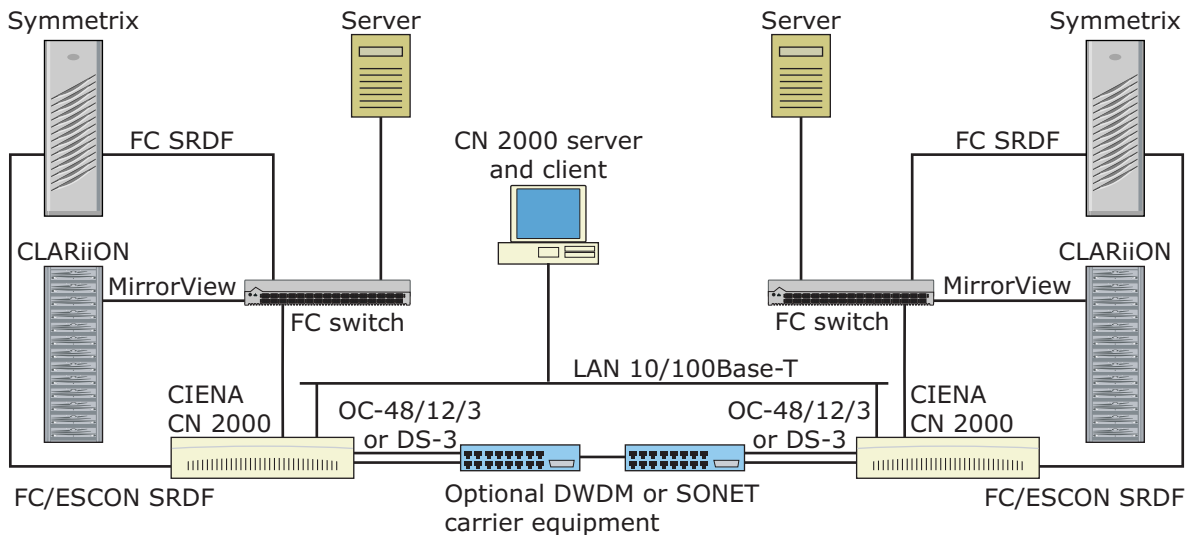 Symmetrix
Server
Server
Symmetrix
FC SRDF
CN 2000 server
and client
FC SRDF
CLARiiON
CLARiiON
MirrorView
MirrorView
FC switch
FC switch
LAN 10/100Base-T
CIENA
CN 2000
OC-48/12/3
or DS-3
OC-48/12/3
or DS-3
CIENA
CN 2000
FC/ESCON SRDF
Optional DWDM or SONET
carrier equipment
FC/ESCON SRDF